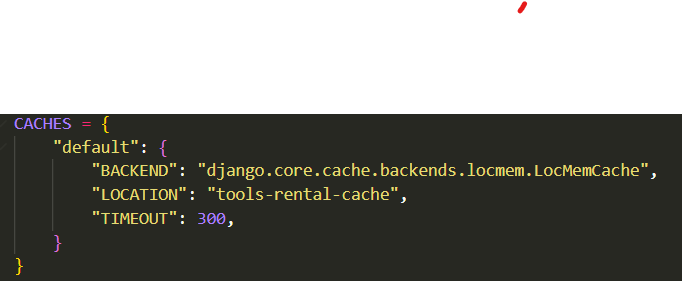 CACHES = {
    "default": {
        "BACKEND": "django.core.cache.backends.locmem.LocMemCache",
        "LOCATION": "tools-rental-cache",
        "TIMEOUT": 300,
    }
}